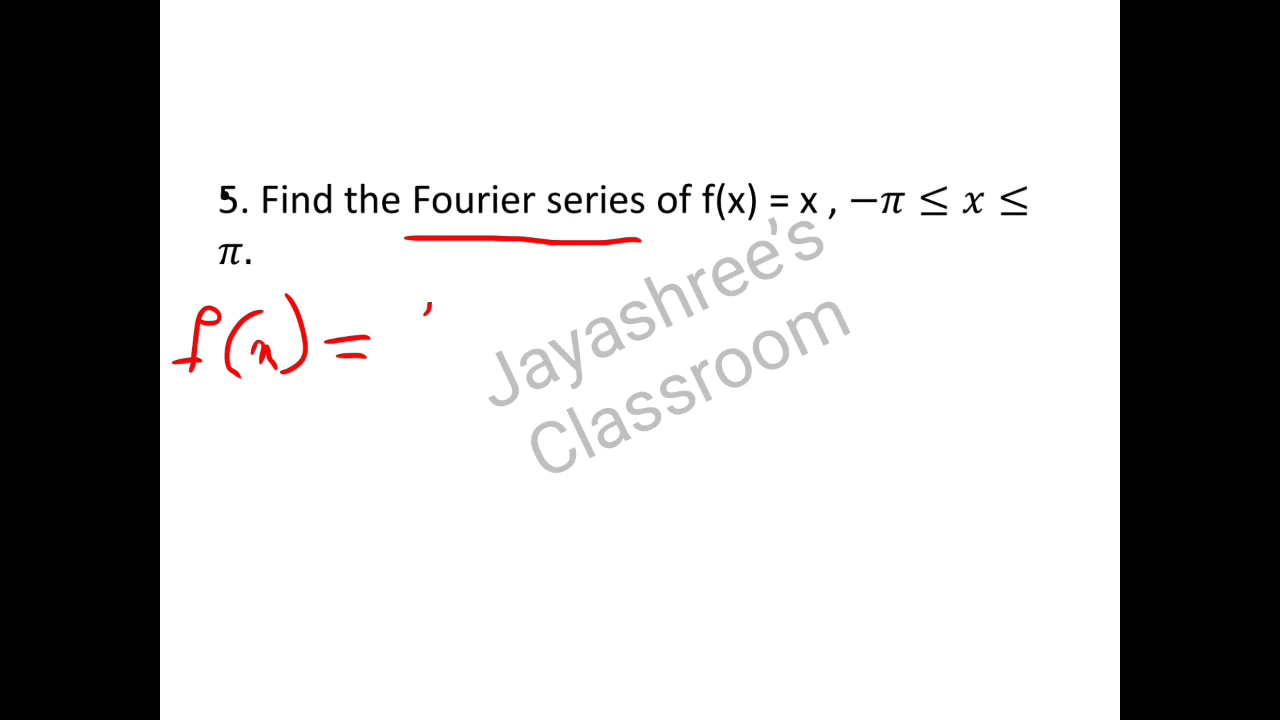 5. Find the Fourier series of f(x) = x , −π ≤ x ≤
π.
f(x) =
Jayashree's
Classroom